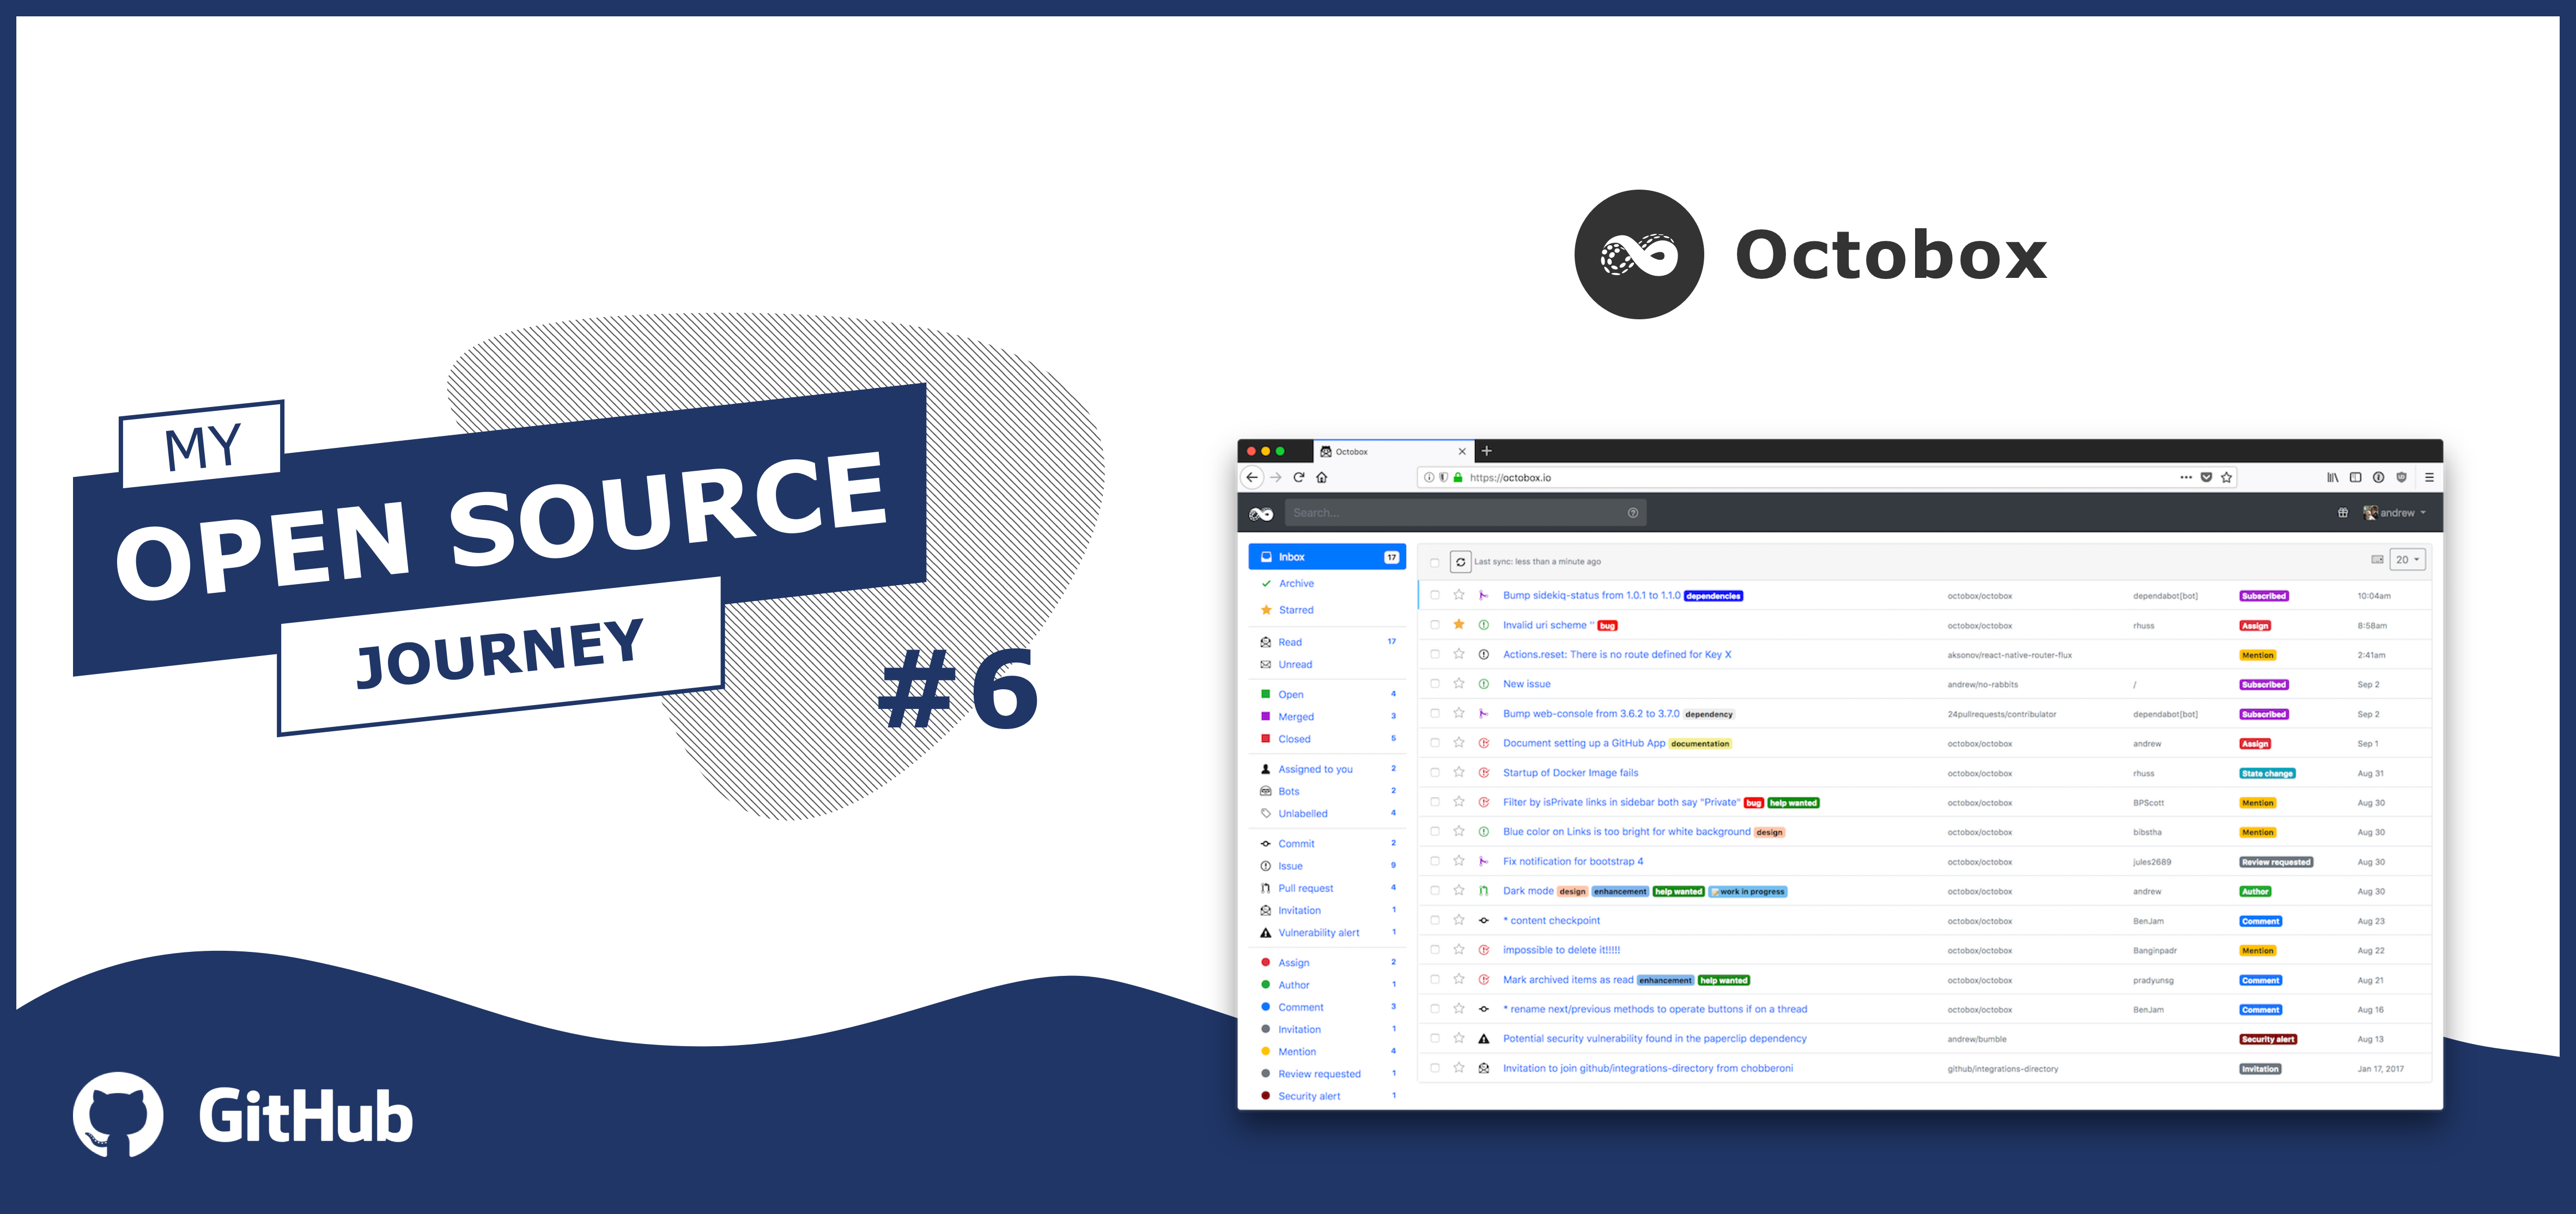 MY
OPEN SOURCE
JOURNEY
#6
GitHub
Octobox
Octobox
https://octobox.io
Search...
andrew
Inbox 17
Archive
Starred
Read 17
Unread
Open 4
Merged 3
Closed 5
Assigned to you 2
Bots 2
Unlabelled 4
Commit 2
Issue 9
Pull request 4
Invitation 1
Vulnerability alert 1
Assign 2
Author 1
Comment 3
Invitation 1
Mention 4
Review requested 1
Security alert 1
Last sync: less than a minute ago 20
Bump sidekiq-status from 1.0.1 to 1.1.0 dependencies octobox/octobox dependabot[bot] Subscribed 10:04am
Invalid uri scheme '' bug octobox/octobox rhuss Assign 8:58am
Actions.reset: There is no route defined for Key X aksonov/react-native-router-flux Mention 2:41am
New issue andrew/no-rabbits / Subscribed Sep 2
Bump web-console from 3.6.2 to 3.7.0 dependency 24pullrequests/contributor dependabot[bot] Subscribed Sep 2
Document setting up a GitHub App documentation octobox/octobox andrew Assign Sep 1
Startup of Docker Image fails octobox/octobox rhuss State change Aug 31
Filter by isPrivate links in sidebar both say "Private" bug help wanted octobox/octobox BPScott Mention Aug 30
Blue color on Links is too bright for white background design octobox/octobox bibstha Mention Aug 30
Fix notification for bootstrap 4 octobox/octobox jules2689 Review requested Aug 30
Dark mode design enhancement help wanted work in progress octobox/octobox andrew Author Aug 30
* content checkpoint octobox/octobox BenJam Comment Aug 23
impossible to delete it!!!!! octobox/octobox Banginpadr Mention Aug 22
Mark archived items as read enhancement help wanted octobox/octobox pradyunsg Comment Aug 21
* rename next/previous methods to operate buttons if on a thread octobox/octobox BenJam Comment Aug 16
Potential security vulnerability found in the paperclip dependency andrew/bumble Security alert Aug 13
Invitation to join github/integrations-directory from chobberoni github/integrations-directory Invitation Jan 17, 2017